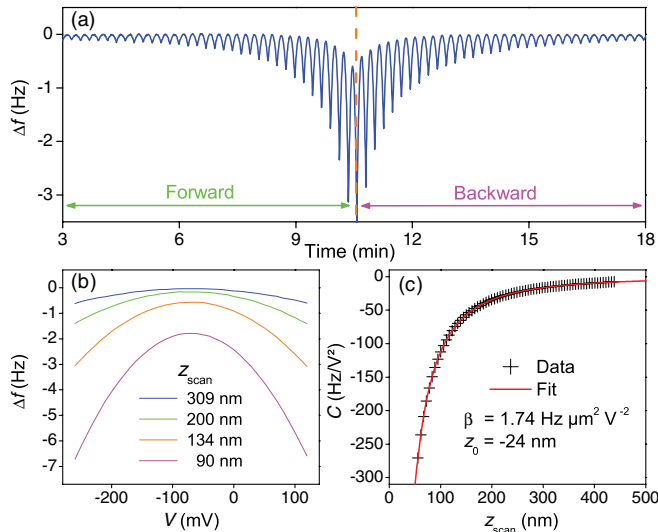 (a)
0
-1
-2
-3
Δf (Hz)
Forward
Backward
3 6 9 12 15 18
Time (min)
(b)
0
-1
-2
-3
-4
-5
-6
-7
Δf (Hz)
z_scan
309 nm
200 nm
134 nm
90 nm
-200 -100 0 100
V (mV)
(c)
0
-50
-100
-150
-200
-250
-300
C (Hz/V²)
Data
Fit
β = 1.74 Hz μm² V⁻²
z₀ = -24 nm
0 100 200 300 400 500
z_scan (nm)